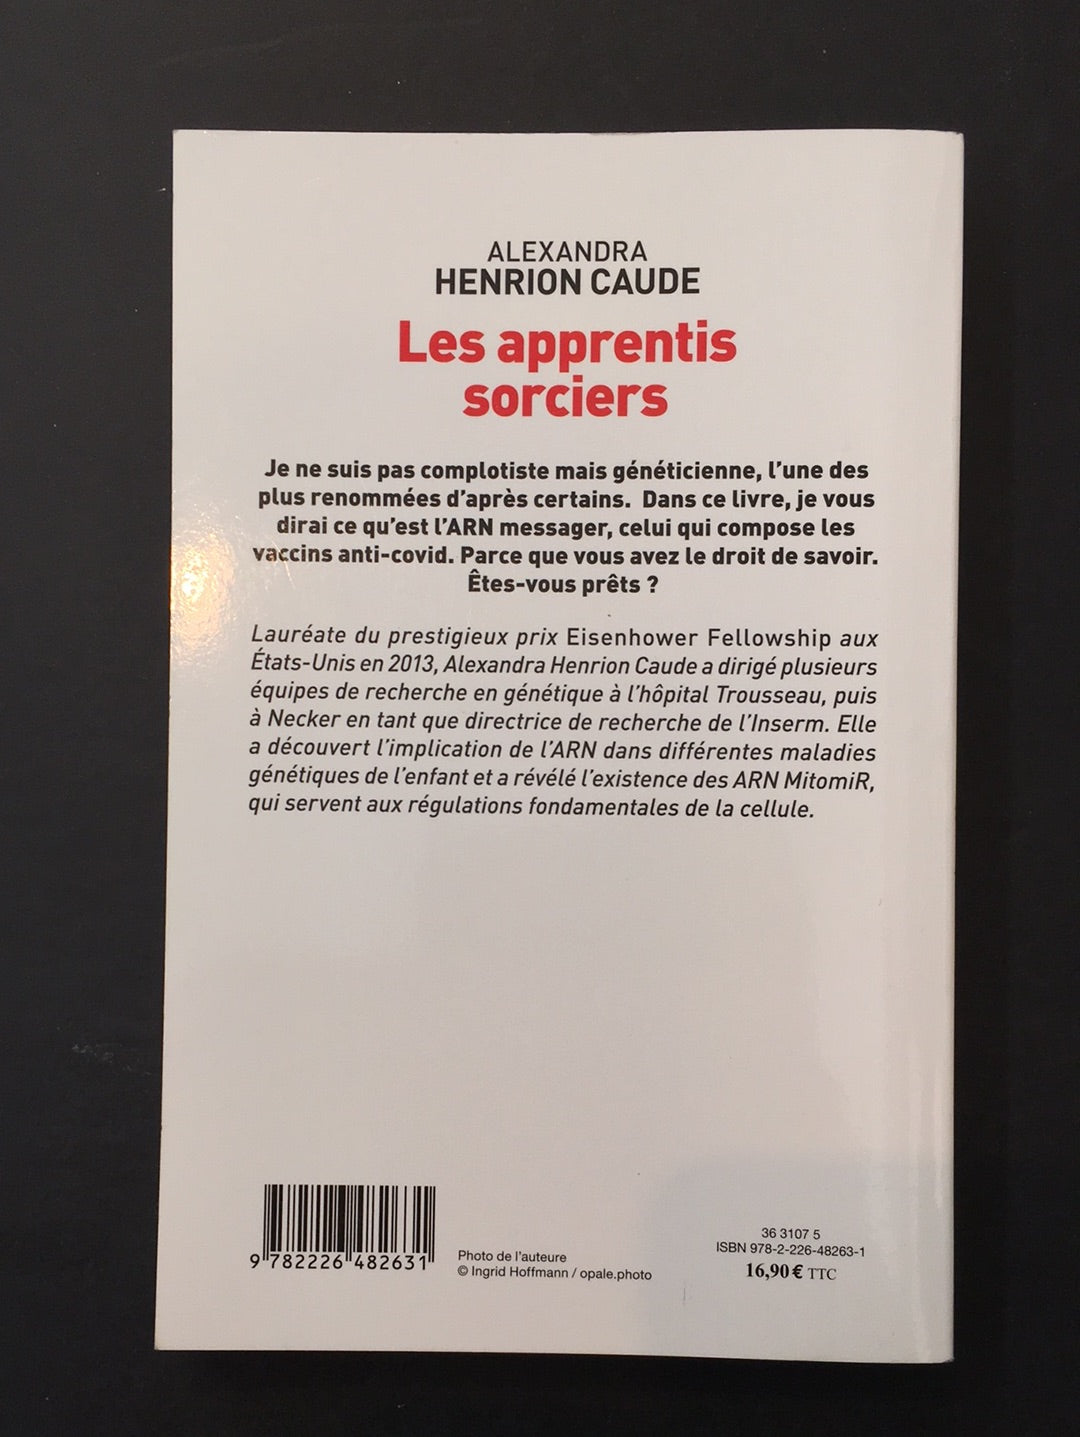 ALEXANDRA
HENRION CAUDE
Les apprentis
sorciers
Je ne suis pas complotiste mais généticienne, l'une des
plus renommées d'après certains. Dans ce livre, je vous
dirai ce qu'est l'ARN messager, celui qui compose les
vaccins anti-covid. Parce que vous avez le droit de savoir.
Êtes-vous prêts ?
Lauréate du prestigieux prix Eisenhower Fellowship aux
États-Unis en 2013, Alexandra Henrion Caude a dirigé plusieurs
équipes de recherche en génétique à l'hôpital Trousseau, puis
à Necker en tant que directrice de recherche de l'Inserm. Elle
a découvert l'implication de l'ARN dans différentes maladies
génétiques de l'enfant et a révélé l'existence des ARN MitomiR,
qui servent aux régulations fondamentales de la cellule.
9 782226 482631
Photo de l'auteure
© Ingrid Hoffmann / opale.photo
36 3107 5
ISBN 978-2-226-48263-1
16,90 € TTC